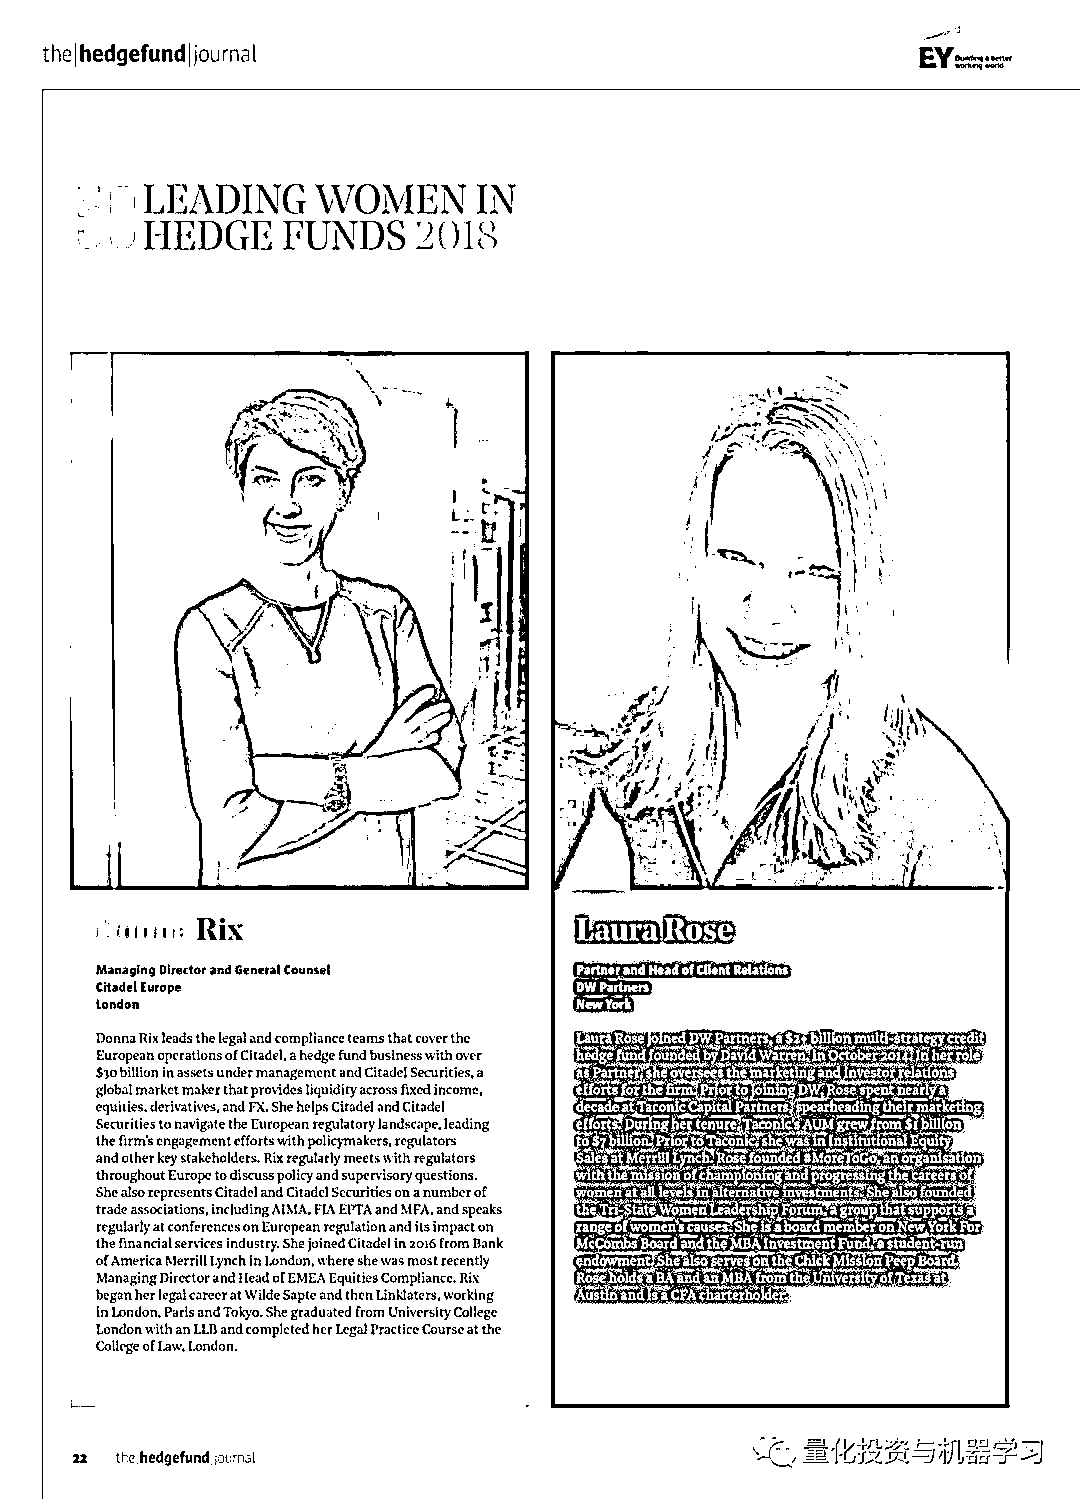 the|hedgefund|journal
EY Building a better
working world
50 LEADING WOMEN IN
HEDGE FUNDS 2018
Donna Rix
Managing Director and General Counsel
Citadel Europe
London
Donna Rix leads the legal and compliance teams that cover the
European operations of Citadel, a hedge fund business with over
$30 billion in assets under management and Citadel Securities, a
global market maker that provides liquidity across fixed income,
equities, derivatives, and FX. She helps Citadel and Citadel
Securities to navigate the European regulatory landscape, leading
the firm's engagement efforts with policymakers, regulators
and other key stakeholders. Rix regularly meets with regulators
throughout Europe to discuss policy and supervisory questions.
She also represents Citadel and Citadel Securities on a number of
trade associations, including AIMA, FIA EPTA and MFA, and speaks
regularly at conferences on European regulation and its impact on
the financial services industry. She joined Citadel in 2016 from Bank
of America Merrill Lynch in London, where she was most recently
Managing Director and Head of EMEA Equities Compliance. Rix
began her legal career at Wilde Sapte and then Linklaters, working
in London, Paris and Tokyo. She graduated from University College
London with an LLB and completed her Legal Practice Course at the
College of Law, London.
Laura Rose
Partner and Head of Client Relations
DW Partners
New York
Laura Rose joined DW Partners, a billion multi-strategy credit
hedge fund founded by David Warren, in October 2014. In her role
as Partner, she oversees the marketing and investor relations
efforts for the firm. Prior to joining DW, Rose spent nearly a
decade at Taconic Capital Partners, spearheading their marketing
efforts. During her tenure, Taconic's AUM grew from $1 billion
to $7 billion. Prior to Taconic, she was in Institutional Equity
Sales at Merrill Lynch. Rose founded 1MoreToGo, an organisation
with the mission of championing and progressing the careers of
women at all levels in alternative investments. She also founded
the Tri-State Women Leadership Forum, a group that supports a
range of women's causes. She is a board member on New York For
McCombs Board and the MBA Investment Fund, a student-run
endowment. She also serves on the Chick Mission Prep Board.
Rose holds a BA and an MBA from the University of Texas at
Austin and is a CFA charterholder.
22 the|hedgefund|journal
量化投资与机器学习